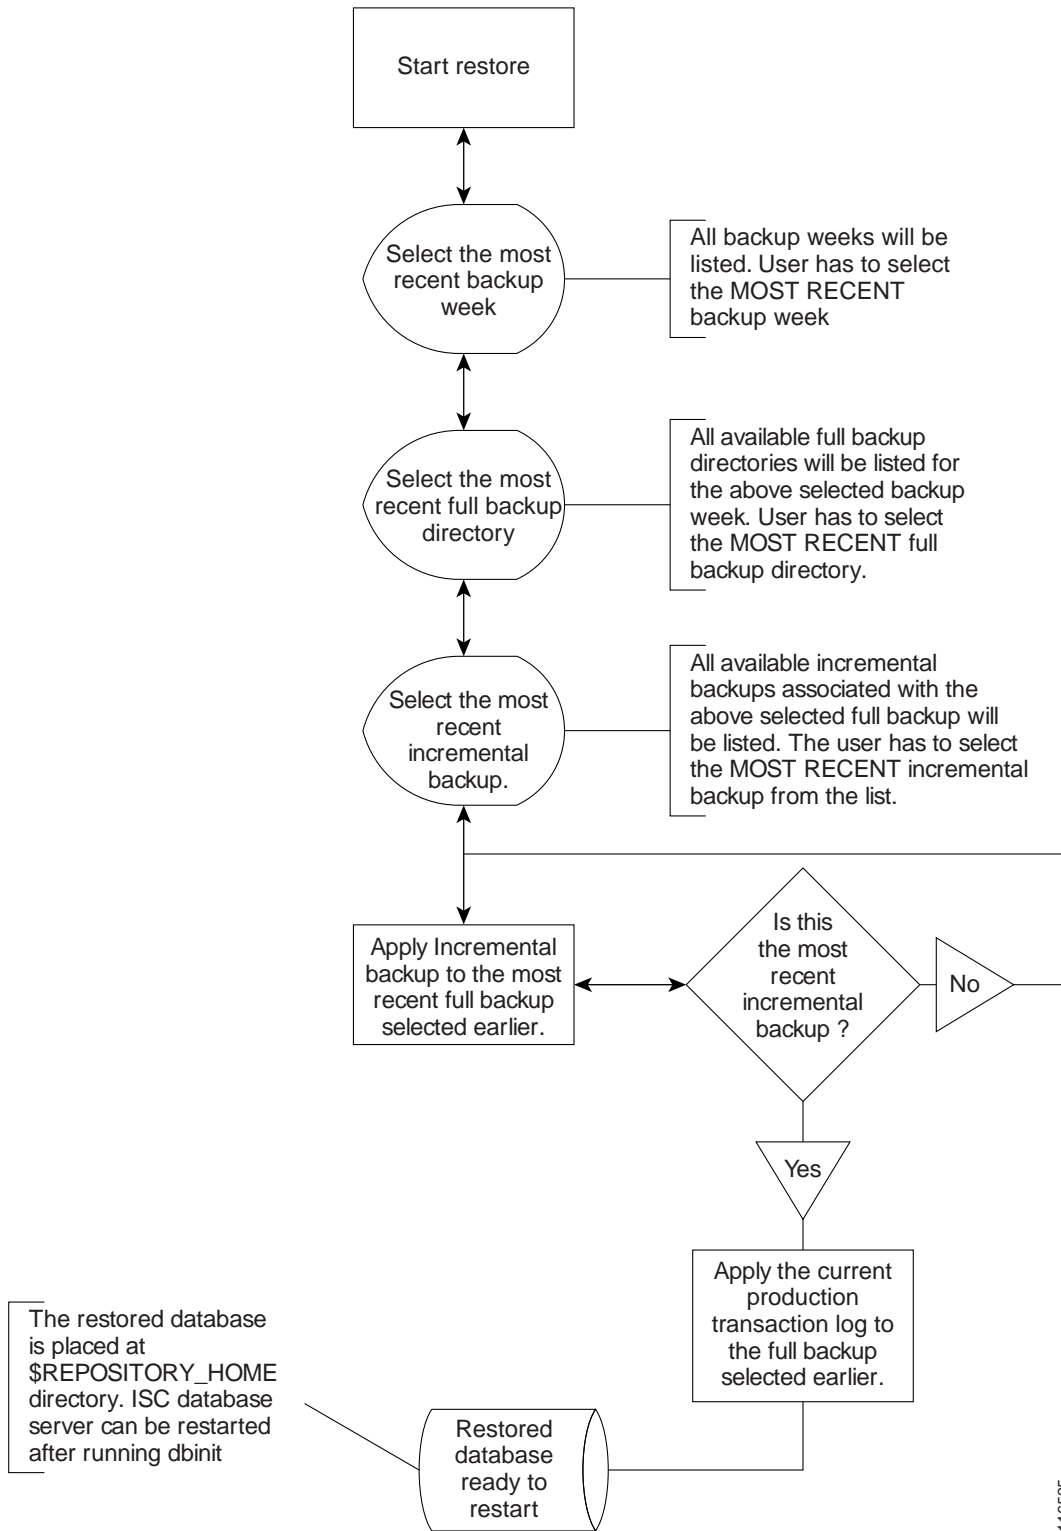 Start restore
Select the most
recent backup
week
All backup weeks will be
listed. User has to select
the MOST RECENT
backup week
Select the most
recent full backup
directory
All available full backup
directories will be listed for
the above selected backup
week. User has to select
the MOST RECENT full
backup directory.
Select the most
recent
incremental
backup.
All available incremental
backups associated with the
above selected full backup will
be listed. The user has to select
the MOST RECENT incremental
backup from the list.
Apply Incremental
backup to the most
recent full backup
selected earlier.
Is this
the most
recent
incremental
backup ?
No
Yes
Apply the current
production
transaction log to
the full backup
selected earlier.
The restored database
is placed at
$REPOSITORY_HOME
directory. ISC database
server can be restarted
after running dbinit
Restored
database
ready to
restart